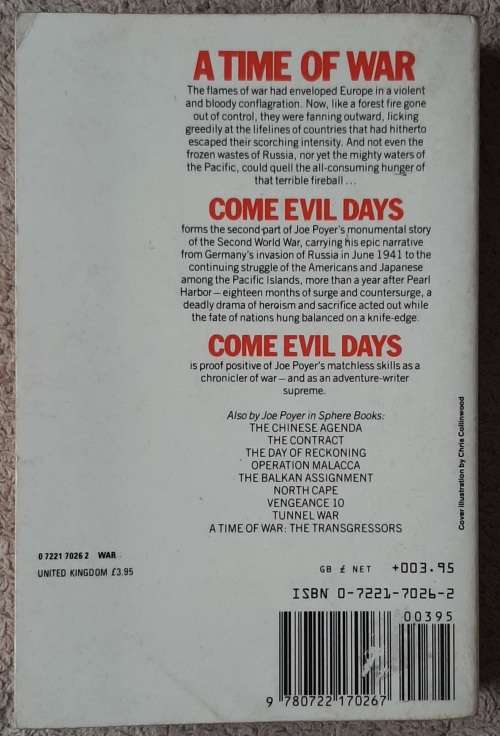 A TIME OF WAR
The flames of war had enveloped Europe in a violent
and bloody conflagration. Now, like a forest fire gone
out of control, they were fanning outward, licking
greedily at the lifelines of countries that had hitherto
escaped their scorching intensity. And not even the
frozen wastes of Russia, nor yet the mighty waters of
the Pacific, could quell the all-consuming hunger of
that terrible fireball ...
COME EVIL DAYS
forms the second part of Joe Poyer's monumental story
of the Second World War, carrying his epic narrative
from Germany's invasion of Russia in June 1941 to the
continuing struggle of the Americans and Japanese
among the Pacific Islands, more than a year after Pearl
Harbor – eighteen months of surge and countersurge, a
deadly drama of heroism and sacrifice acted out while
the fate of nations hung balanced on a knife-edge.
COME EVIL DAYS
is proof positive of Joe Poyer's matchless skills as a
chronicler of war – and as an adventure-writer
supreme.
Also by Joe Poyer in Sphere Books:
THE CHINESE AGENDA
THE CONTRACT
THE DAY OF RECKONING
OPERATION MALACCA
THE BALKAN ASSIGNMENT
NORTH CAPE
VENGEANCE 10
TUNNEL WAR
A TIME OF WAR: THE TRANSGRESSORS
Cover illustration by Chris Collinwood
0 7221 7026 2 WAR
UNITED KINGDOM £3.95
GB £ NET +003.95
ISBN 0-7221-7026-2
00395
9 780722 170267